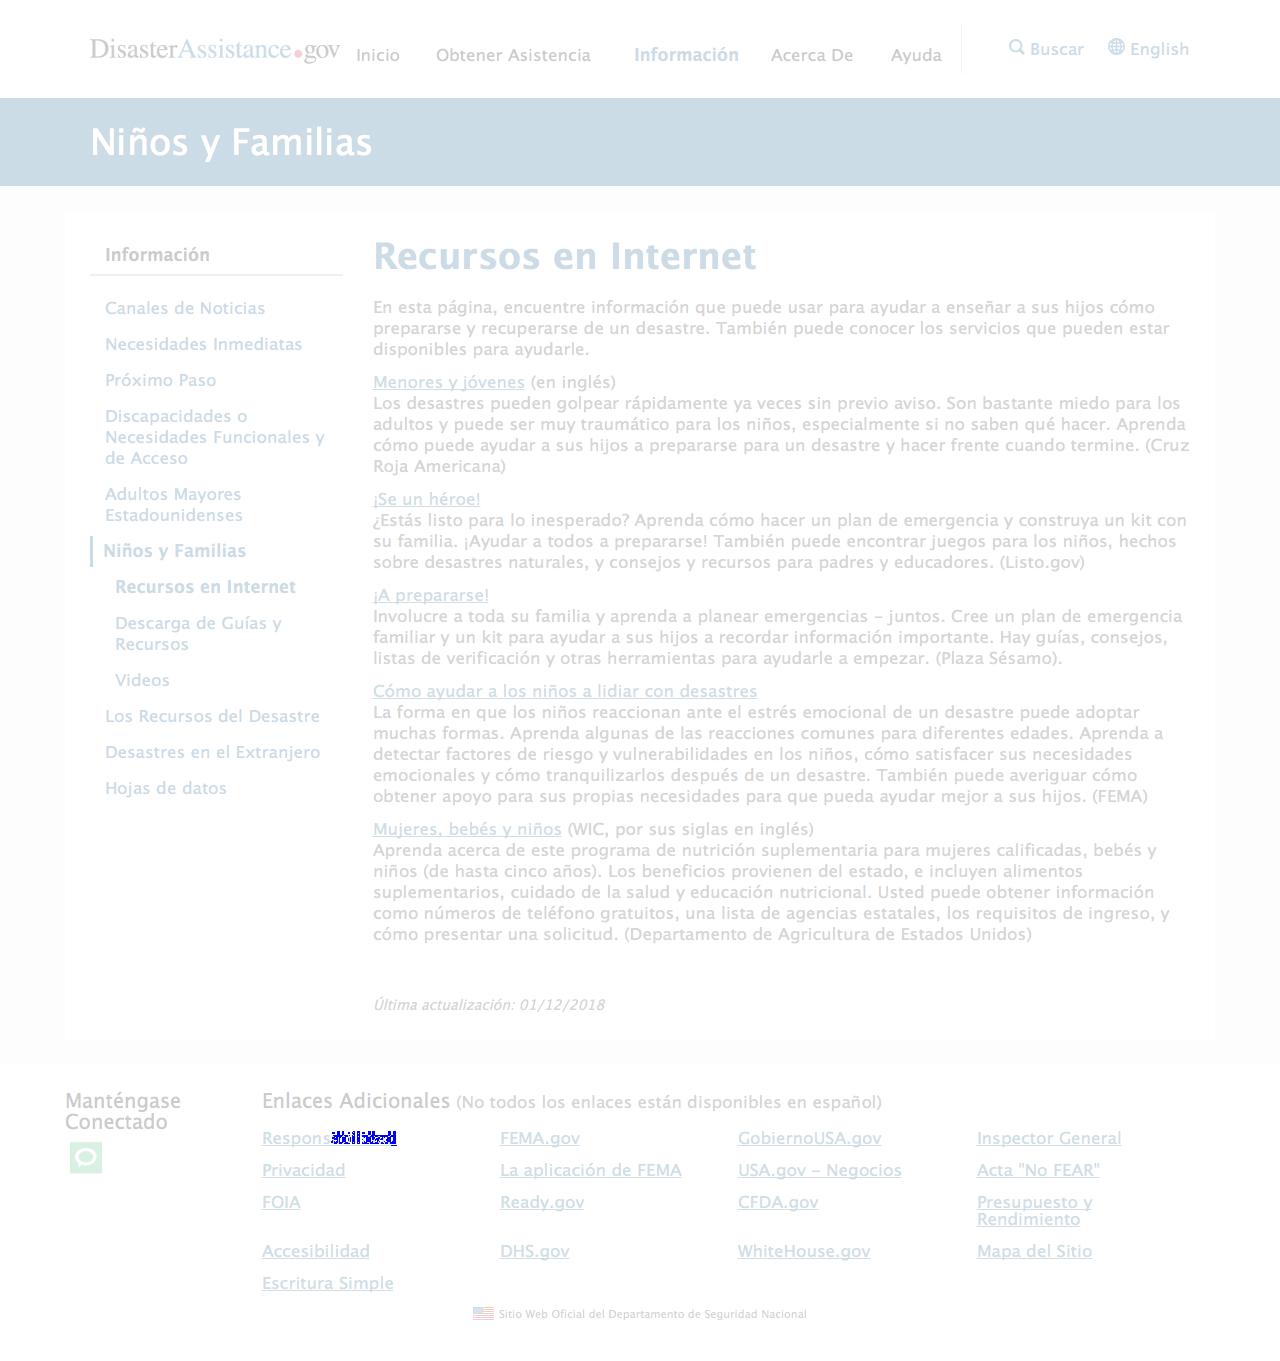 DisasterAssistance.gov Inicio Obtener Asistencia Información Acerca De Ayuda Buscar English
Niños y Familias
Información
Canales de Noticias
Necesidades Inmediatas
Próximo Paso
Discapacidades o
Necesidades Funcionales y
de Acceso
Adultos Mayores
Estadounidenses
Niños y Familias
Recursos en Internet
Descarga de Guías y
Recursos
Videos
Los Recursos del Desastre
Desastres en el Extranjero
Hojas de datos
Recursos en Internet
En esta página, encuentre información que puede usar para ayudar a enseñar a sus hijos cómo
prepararse y recuperarse de un desastre. También puede conocer los servicios que pueden estar
disponibles para ayudarle.
Menores y jóvenes (en inglés)
Los desastres pueden golpear rápidamente ya veces sin previo aviso. Son bastante miedo para los
adultos y puede ser muy traumático para los niños, especialmente si no saben qué hacer. Aprenda
cómo puede ayudar a sus hijos a prepararse para un desastre y hacer frente cuando termine. (Cruz
Roja Americana)
¡Se un héroe!
¿Estás listo para lo inesperado? Aprenda cómo hacer un plan de emergencia y construya un kit con
su familia. ¡Ayudar a todos a prepararse! También puede encontrar juegos para los niños, hechos
sobre desastres naturales, y consejos y recursos para padres y educadores. (Listo.gov)
¡A prepararse!
Involucre a toda su familia y aprenda a planear emergencias – juntos. Cree un plan de emergencia
familiar y un kit para ayudar a sus hijos a recordar información importante. Hay guías, consejos,
listas de verificación y otras herramientas para ayudarle a empezar. (Plaza Sésamo).
Cómo ayudar a los niños a lidiar con desastres
La forma en que los niños reaccionan ante el estrés emocional de un desastre puede adoptar
muchas formas. Aprenda algunas de las reacciones comunes para diferentes edades. Aprenda a
detectar factores de riesgo y vulnerabilidades en los niños, cómo satisfacer sus necesidades
emocionales y cómo tranquilizarlos después de un desastre. También puede averiguar cómo
obtener apoyo para sus propias necesidades para que pueda ayudar mejor a sus hijos. (FEMA)
Mujeres, bebés y niños (WIC, por sus siglas en inglés)
Aprenda acerca de este programa de nutrición suplementaria para mujeres calificadas, bebés y
niños (de hasta cinco años). Los beneficios provienen del estado, e incluyen alimentos
suplementarios, cuidado de la salud y educación nutricional. Usted puede obtener información
como números de teléfono gratuitos, una lista de agencias estatales, los requisitos de ingreso, y
cómo presentar una solicitud. (Departamento de Agricultura de Estados Unidos)
Última actualización: 01/12/2018
Manténgase
Conectado
Enlaces Adicionales (No todos los enlaces están disponibles en español)
FEMA.gov GobiernoUSA.gov Inspector General
Privacidad La aplicación de FEMA USA.gov – Negocios Acta "No FEAR"
FOIA Ready.gov CFDA.gov Presupuesto y
Rendimiento
Accesibilidad DHS.gov WhiteHouse.gov Mapa del Sitio
Escritura Simple
Sitio Web Oficial del Departamento de Seguridad Nacional